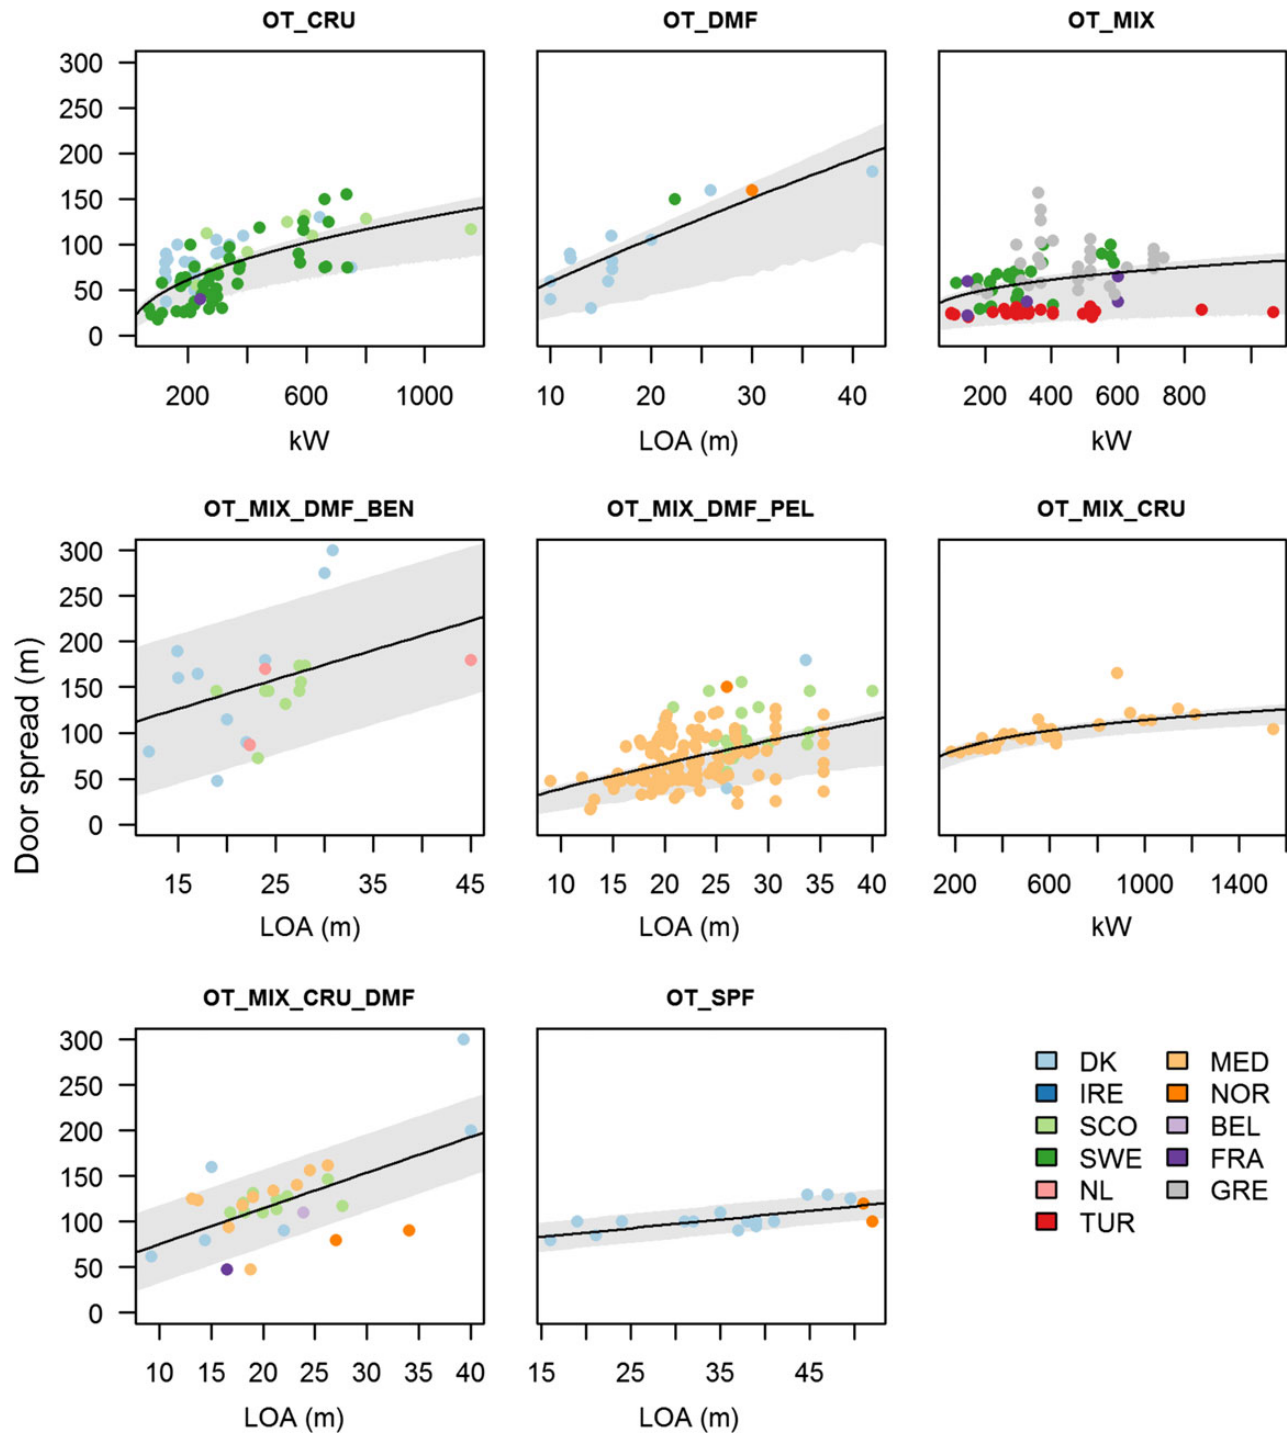 OT_CRU OT_DMF OT_MIX
300
250
200
150
100
50
0
200 600 1000 10 20 30 40 200 400 600 800
kW LOA (m) kW
OT_MIX_DMF_BEN OT_MIX_DMF_PEL OT_MIX_CRU
Door spread (m)
300
250
200
150
100
50
0
15 25 35 45 10 15 20 25 30 35 40 200 600 1000 1400
LOA (m) LOA (m) kW
OT_MIX_CRU_DMF OT_SPF
300
250
200
150
100
50
0
10 15 20 25 30 35 40 15 25 35 45
LOA (m) LOA (m)
DK MED
IRE NOR
SCO BEL
SWE FRA
NL GRE
TUR